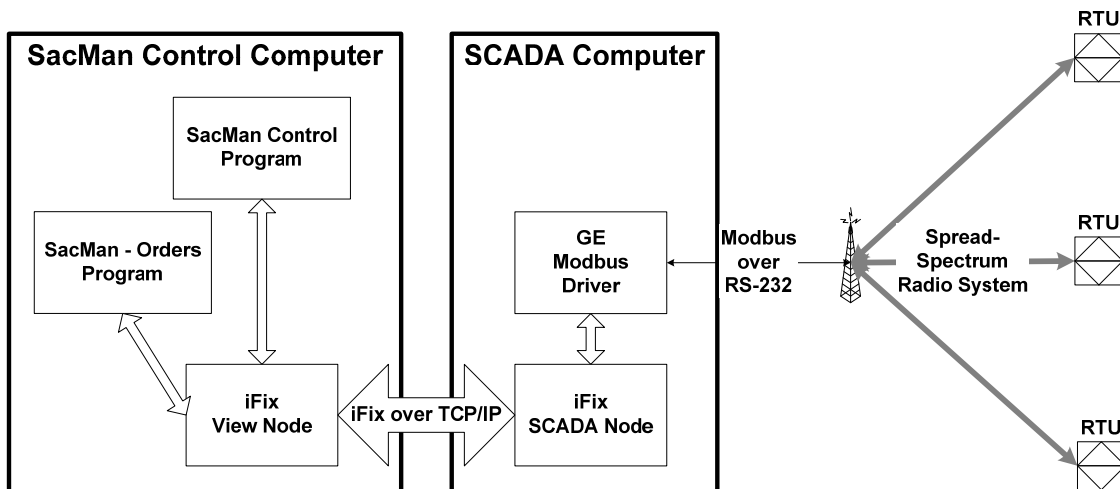 SacMan Control Computer
SacMan Control
Program
SacMan - Orders
Program
iFix
View Node
iFix over TCP/IP
SCADA Computer
GE
Modbus
Driver
iFix
SCADA Node
Modbus
over
RS-232
Spread-
Spectrum
Radio System
RTU
RTU
RTU